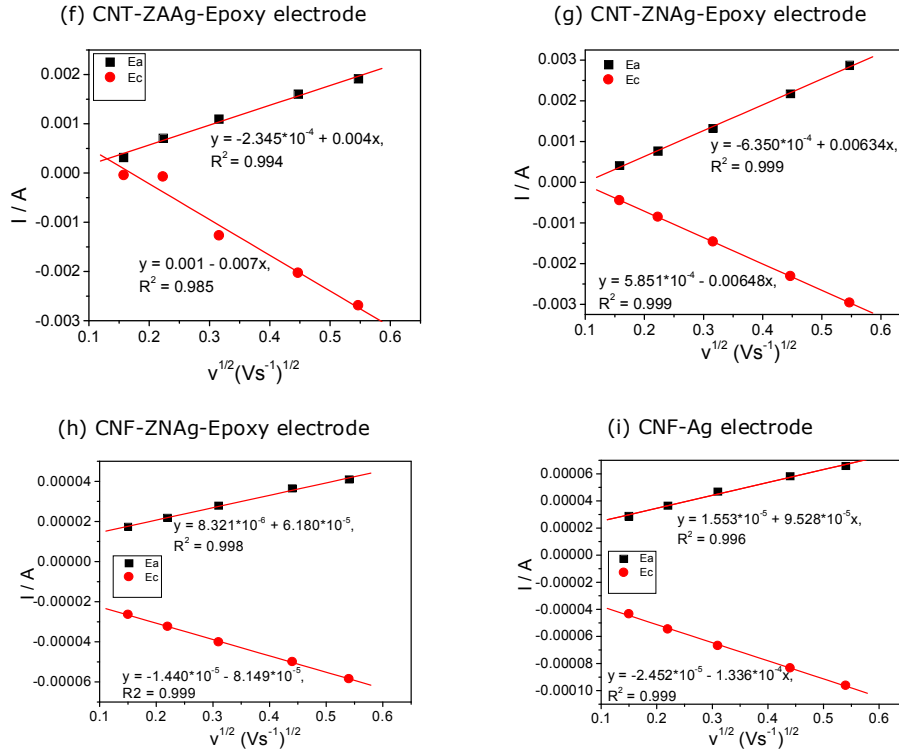 (f) CNT-ZAAg-Epoxy electrode
Ea
Ec
0.002
0.001
0.000
-0.001
-0.002
-0.003
I / A
y = -2.345*10⁻⁴ + 0.004x,
R² = 0.994
y = 0.001 - 0.007x,
R² = 0.985
0.1 0.2 0.3 0.4 0.5 0.6
v¹/²(Vs⁻¹)¹/²
(g) CNT-ZNAg-Epoxy electrode
Ea
Ec
0.003
0.002
0.001
0.000
-0.001
-0.002
-0.003
I / A
y = -6.350*10⁻⁴ + 0.00634x,
R² = 0.999
y = 5.851*10⁻⁴ - 0.00648x,
R² = 0.999
0.1 0.2 0.3 0.4 0.5 0.6
v¹/² (Vs⁻¹)¹/²
(h) CNF-ZNAg-Epoxy electrode
0.00004
0.00002
0.00000
-0.00002
-0.00004
-0.00006
I / A
y = 8.321*10⁻⁶ + 6.180*10⁻⁵,
R² = 0.998
Ea
Ec
y = -1.440*10⁻⁵ - 8.149*10⁻⁵,
R2 = 0.999
0.1 0.2 0.3 0.4 0.5 0.6
v¹/² (Vs⁻¹)¹/²
(i) CNF-Ag electrode
0.00006
0.00004
0.00002
0.00000
-0.00002
-0.00004
-0.00006
-0.00008
-0.00010
I / A
y = 1.553*10⁻⁵ + 9.528*10⁻⁵x,
R² = 0.996
Ea
Ec
y = -2.452*10⁻⁵ - 1.336*10⁻⁴x,
R² = 0.999
0.1 0.2 0.3 0.4 0.5 0.6
v¹/² (Vs⁻¹)¹/²